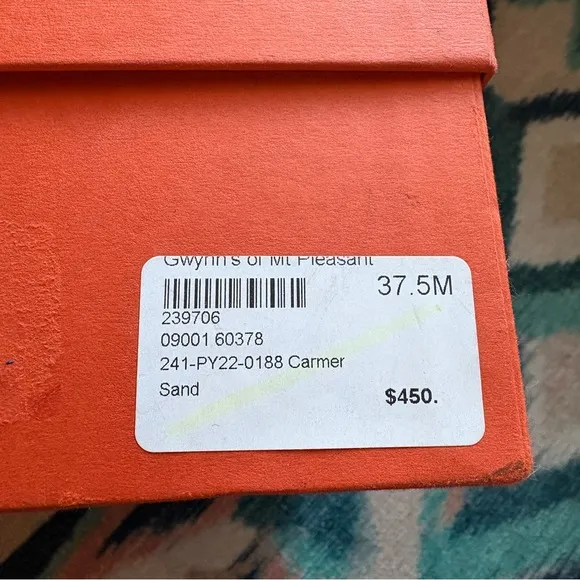 Gwynn's of Mt Pleasant
37.5M
239706
09001 60378
241-PY22-0188 Carmer
Sand
$450.